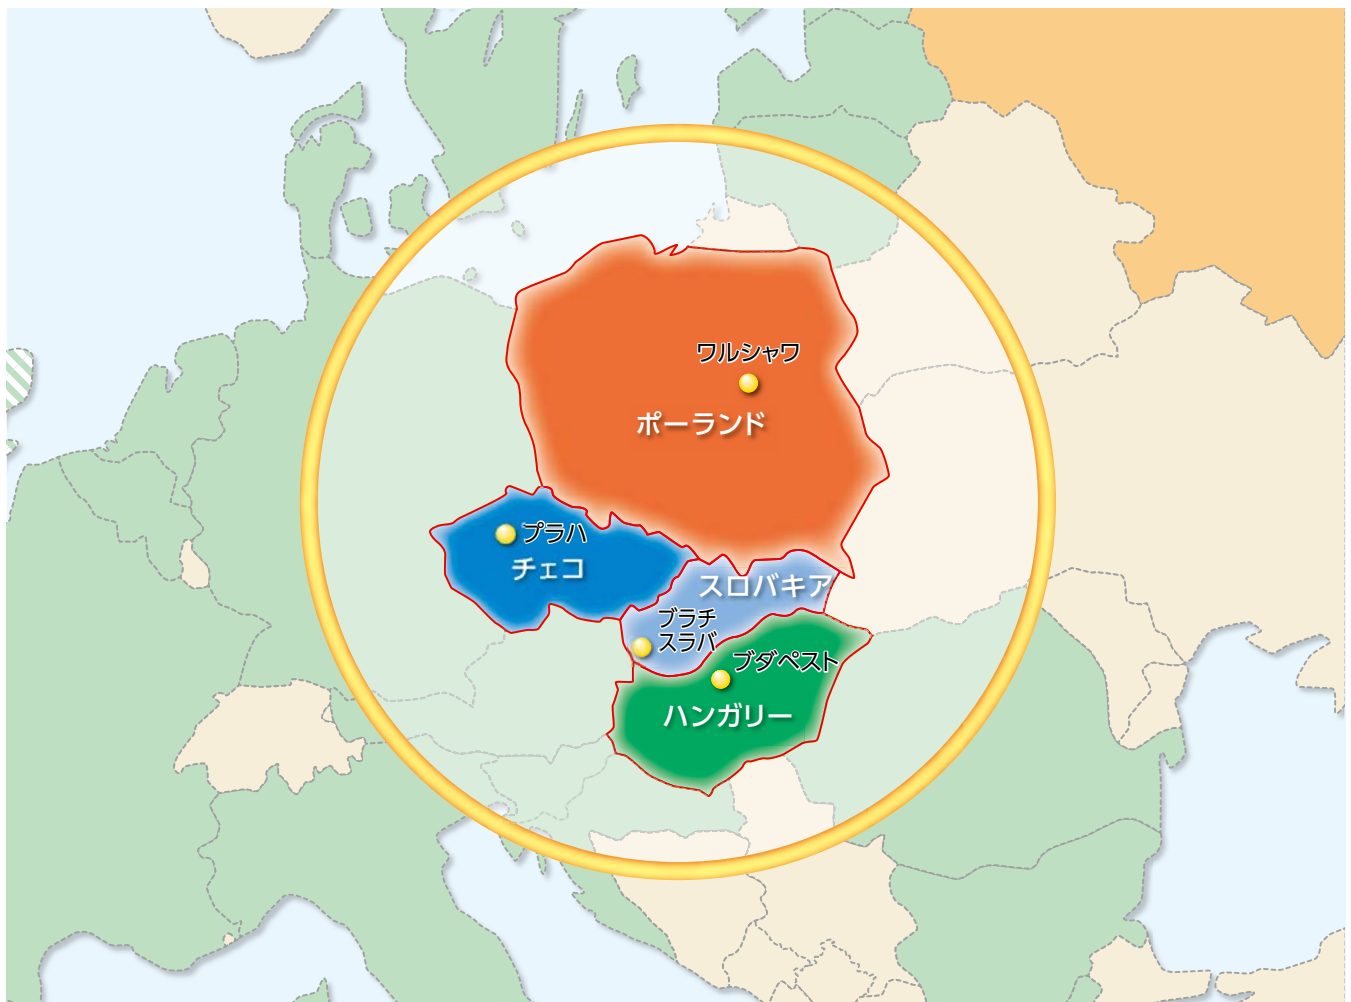 ワルシャワ
ポーランド
プラハ
チェコ
スロバキア
ブラチ
スラバ
ブダペスト
ハンガリー